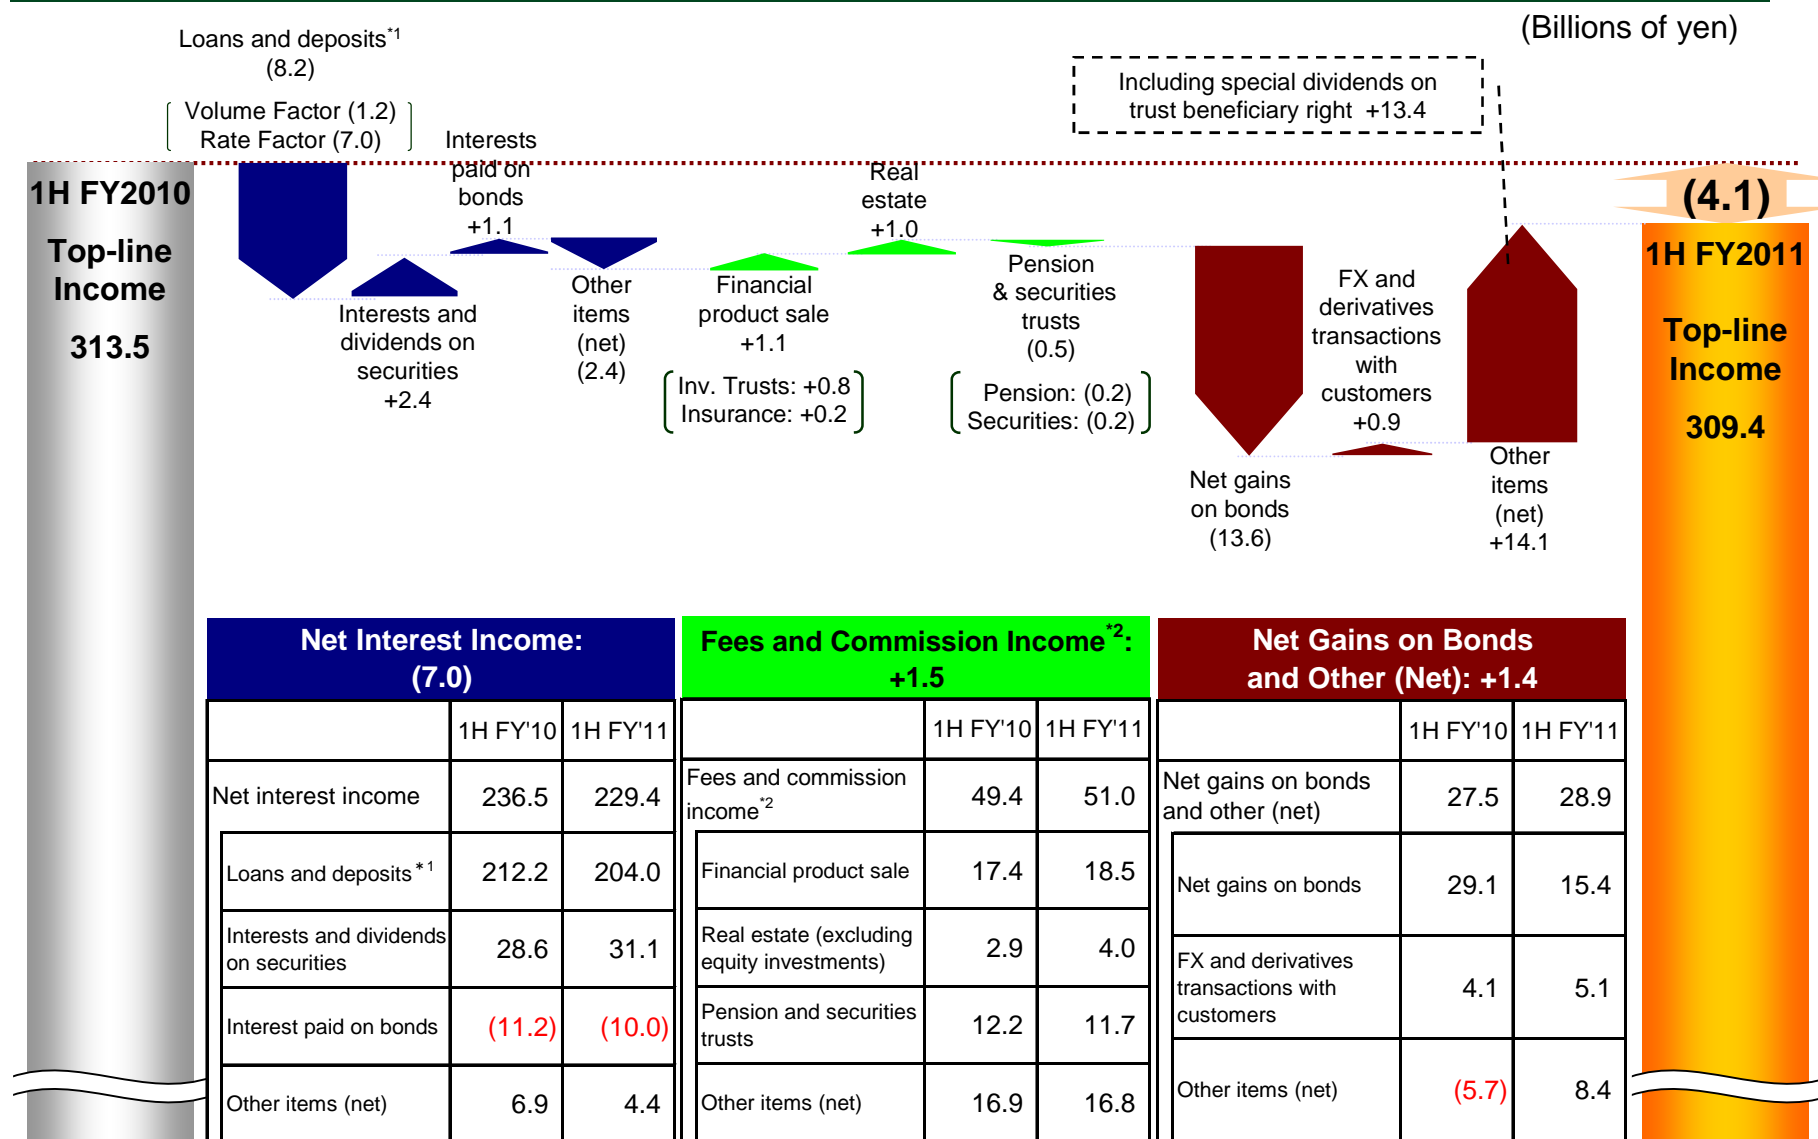 (Billions of yen)
Loans and deposits*1
(8.2)
Volume Factor (1.2)
Rate Factor (7.0)
Including special dividends on
trust beneficiary right +13.4
Interests
paid on
bonds
+1.1
Real
estate
+1.0
1H FY2010
Top-line
Income
313.5
(4.1)
1H FY2011
Top-line
Income
309.4
Interests and
dividends on
securities
+2.4
Other
items
(net)
(2.4)
Financial
product sale
+1.1
Inv. Trusts: +0.8
Insurance: +0.2
Pension
& securities
trusts
(0.5)
Pension: (0.2)
Securities: (0.2)
Net gains
on bonds
(13.6)
FX and
derivatives
transactions
with
customers
+0.9
Other
items
(net)
+14.1
Net Interest Income:
(7.0)
1H FY'10 1H FY'11
Net interest income 236.5 229.4
Loans and deposits*1 212.2 204.0
Interests and dividends
on securities 28.6 31.1
Interest paid on bonds (11.2) (10.0)
Other items (net) 6.9 4.4
Fees and Commission Income*2:
+1.5
1H FY'10 1H FY'11
Fees and commission
income*2 49.4 51.0
Financial product sale 17.4 18.5
Real estate (excluding
equity investments) 2.9 4.0
Pension and securities
trusts 12.2 11.7
Other items (net) 16.9 16.8
Net Gains on Bonds
and Other (Net): +1.4
1H FY'10 1H FY'11
Net gains on bonds
and other (net) 27.5 28.9
Net gains on bonds 29.1 15.4
FX and derivatives
transactions with
customers 4.1 5.1
Other items (net) (5.7) 8.4